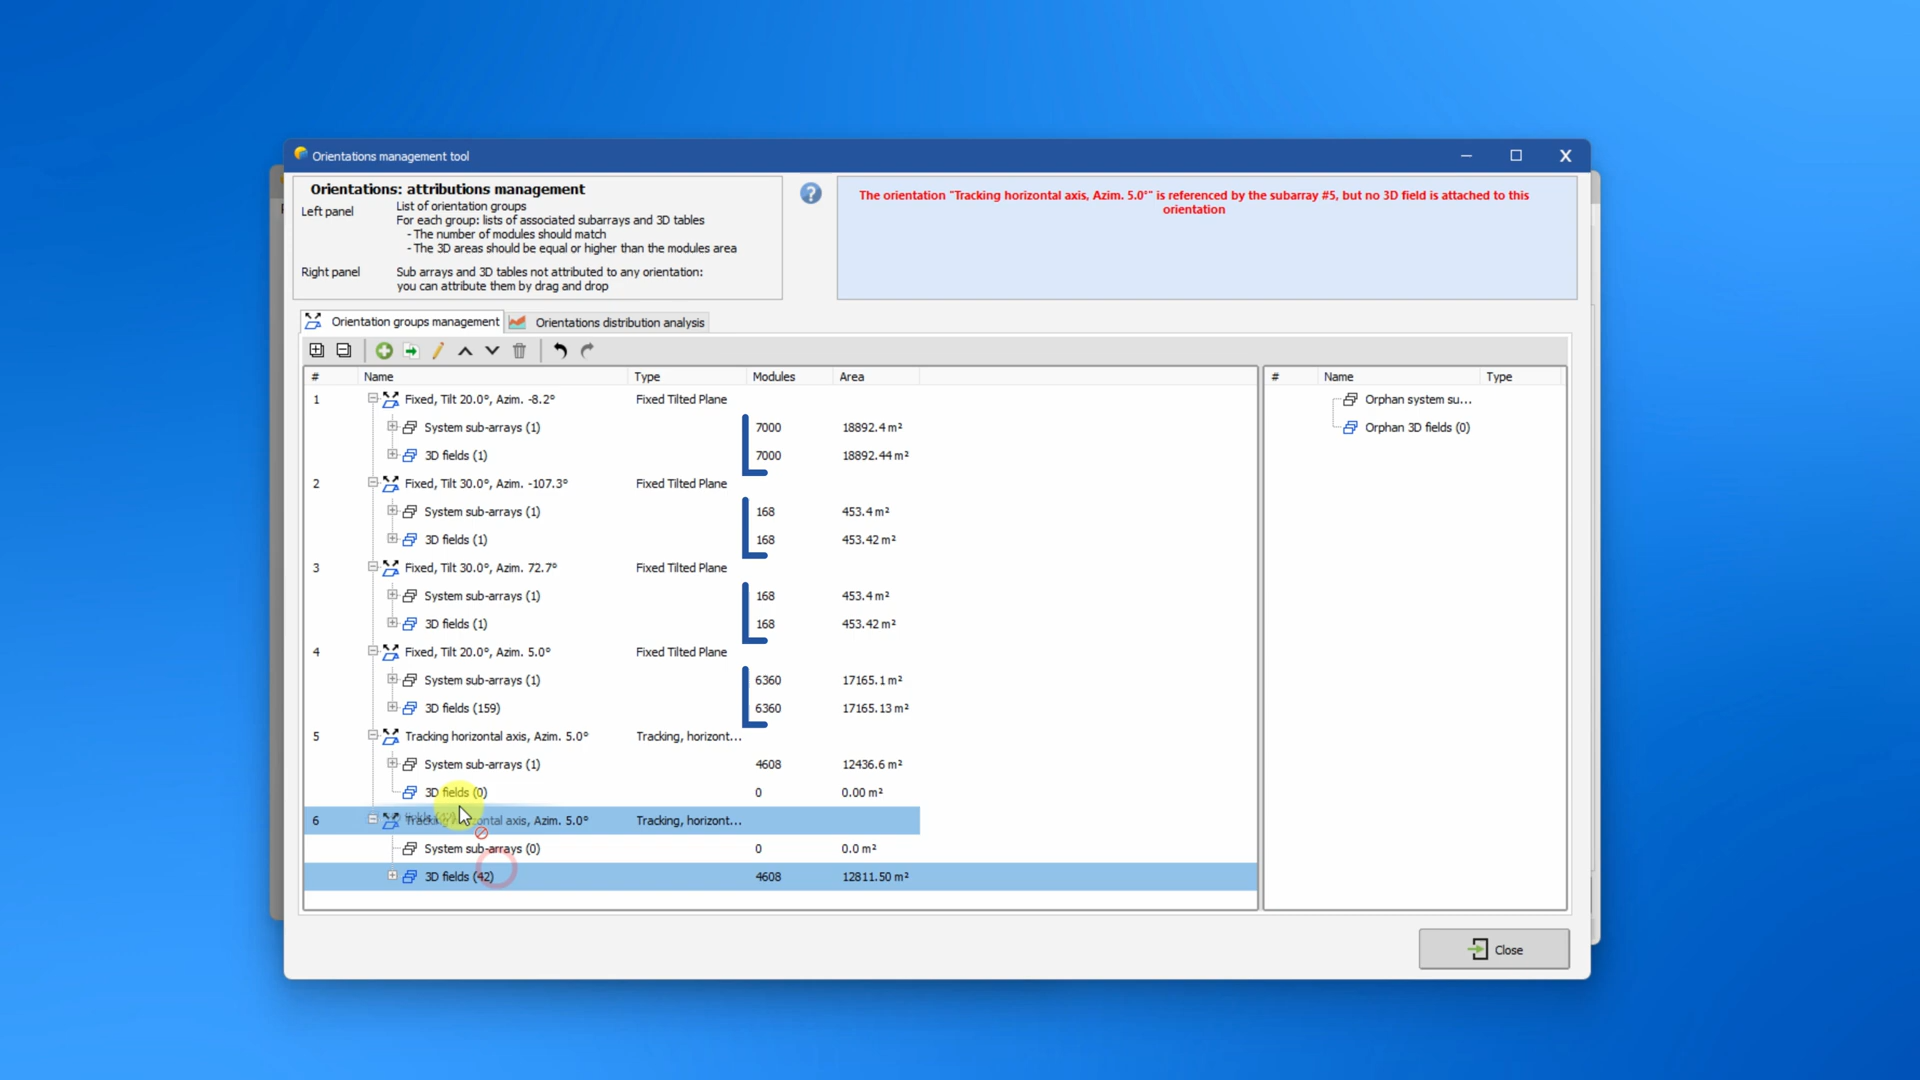 Orientations management tool
Orientations: attributions management
Left panel
List of orientation groups
For each group: lists of associated subarrays and 3D tables
- The number of modules should match
- The 3D areas should be equal or higher than the modules area
Right panel
Sub arrays and 3D tables not attributed to any orientation:
you can attribute them by drag and drop
?
The orientation "Tracking horizontal axis, Azim. 5.0°" is referenced by the subarray #5, but no 3D field is attached to this
orientation
Orientation groups management
Orientations distribution analysis
# Name Type Modules Area
1 Fixed, Tilt 20.0°, Azim. -8.2° Fixed Tilted Plane
System sub-arrays (1) 7000 18892.4 m²
3D fields (1) 7000 18892.44 m²
2 Fixed, Tilt 30.0°, Azim. -107.3° Fixed Tilted Plane
System sub-arrays (1) 168 453.4 m²
3D fields (1) 168 453.42 m²
3 Fixed, Tilt 30.0°, Azim. 72.7° Fixed Tilted Plane
System sub-arrays (1) 168 453.4 m²
3D fields (1) 168 453.42 m²
4 Fixed, Tilt 20.0°, Azim. 5.0° Fixed Tilted Plane
System sub-arrays (1) 6360 17165.1 m²
3D fields (159) 6360 17165.13 m²
5 Tracking horizontal axis, Azim. 5.0° Tracking, horizont...
System sub-arrays (1) 4608 12436.6 m²
3D fields (0) 0 0.00 m²
6 Tracking horizontal axis, Azim. 5.0° Tracking, horizont...
System sub-arrays (0) 0 0.0 m²
3D fields (42) 4608 12811.50 m²
# Name Type
Orphan system su...
Orphan 3D fields (0)
Close